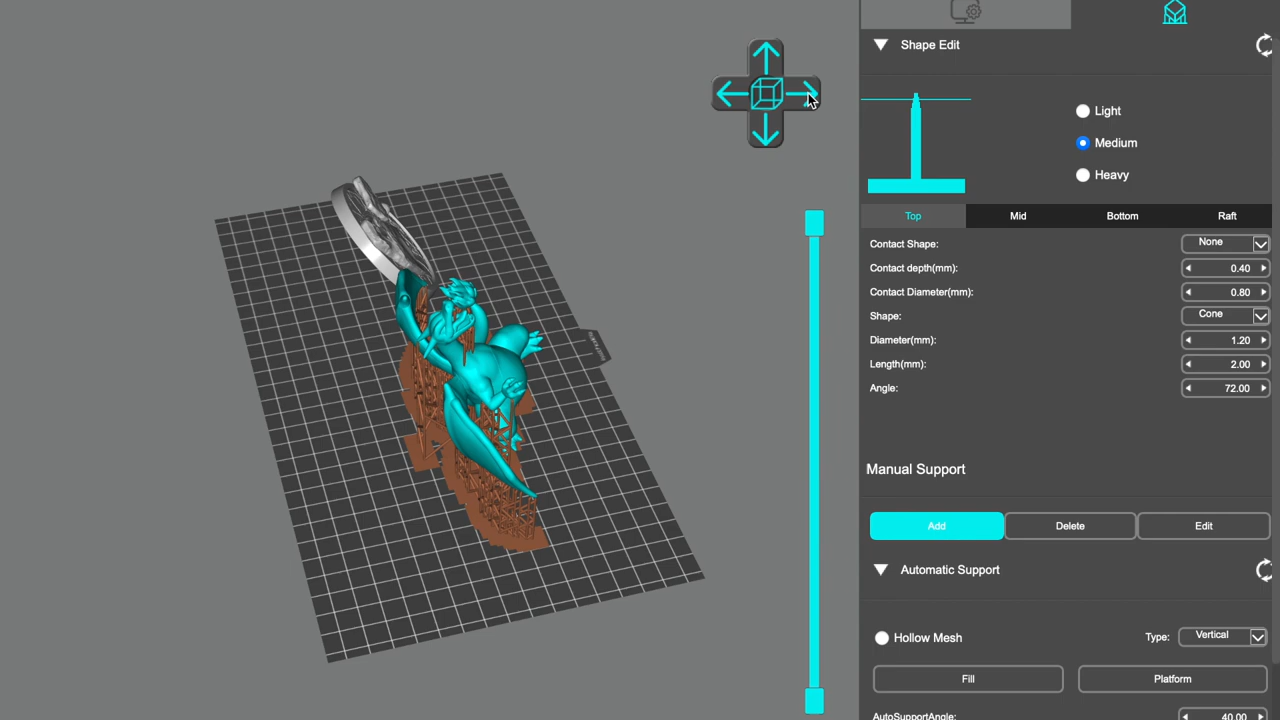 Shape Edit
Light
Medium
Heavy
Top Mid Bottom Raft
Contact Shape: None
Contact depth(mm): 0.40
Contact Diameter(mm): 0.80
Shape: Cone
Diameter(mm): 1.20
Length(mm): 2.00
Angle: 72.00
Manual Support
Add Delete Edit
Automatic Support
Hollow Mesh Type: Vertical
Fill Platform
AutoSupportAngle: 40.00